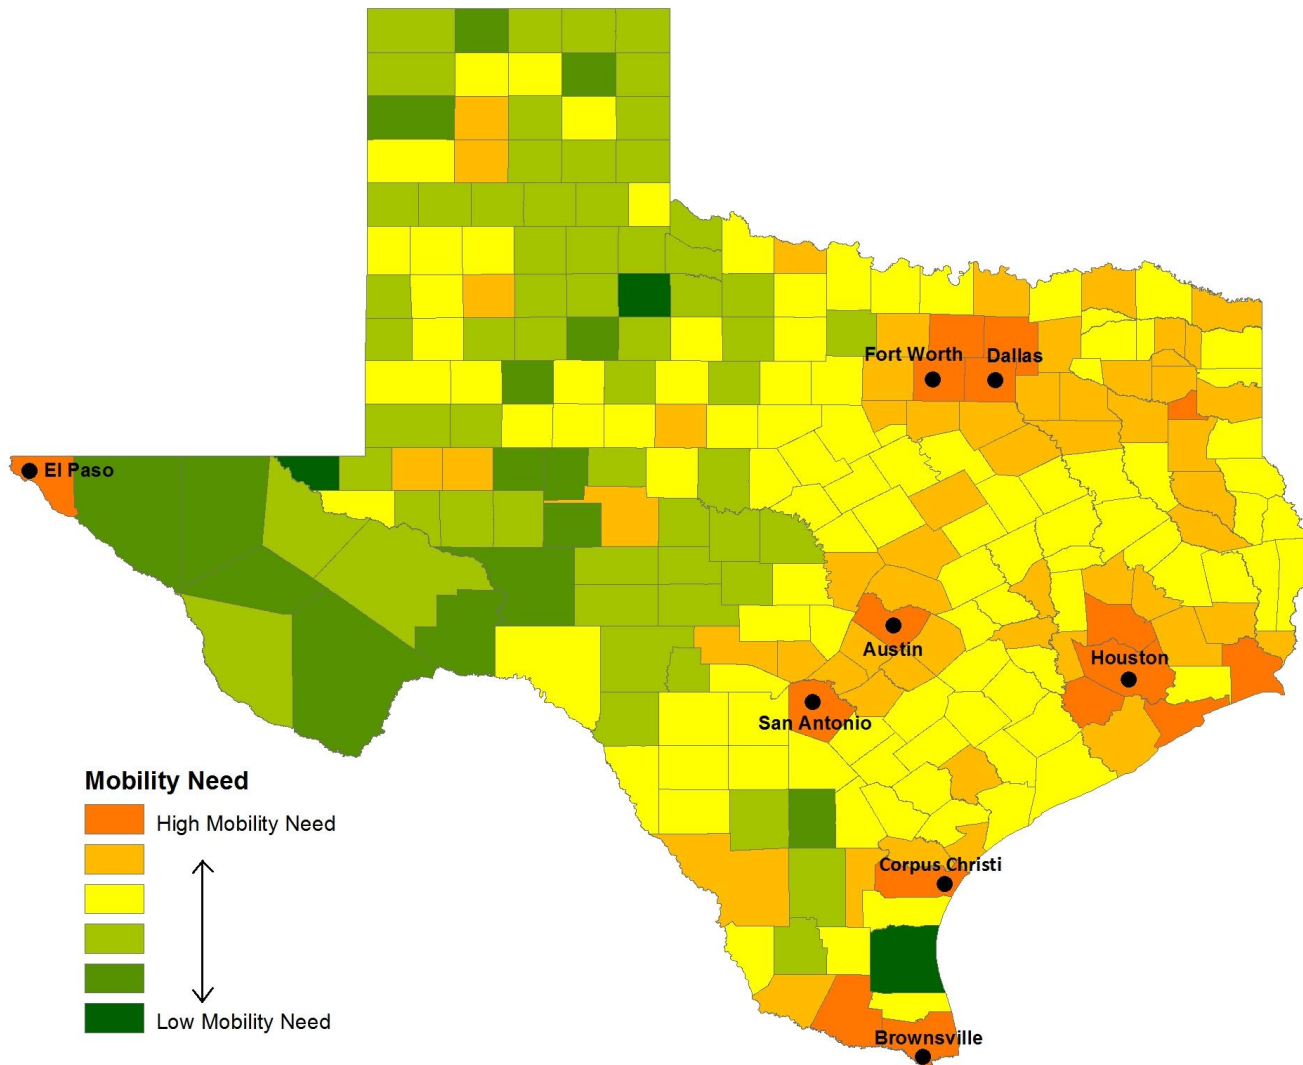 Fort Worth
Dallas
El Paso
Austin
Houston
San Antonio
Mobility Need
High Mobility Need
Corpus Christi
Low Mobility Need
Brownsville